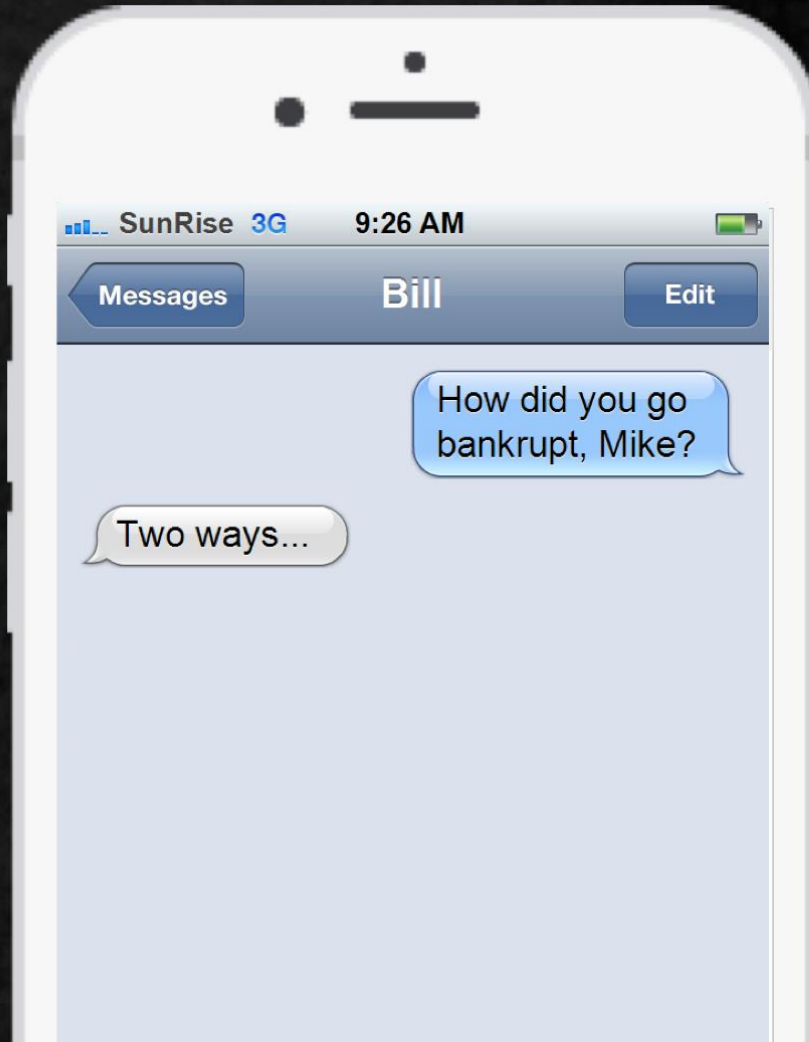 SunRise 3G 9:26 AM
Messages Bill Edit
How did you go
bankrupt, Mike?
Two ways...